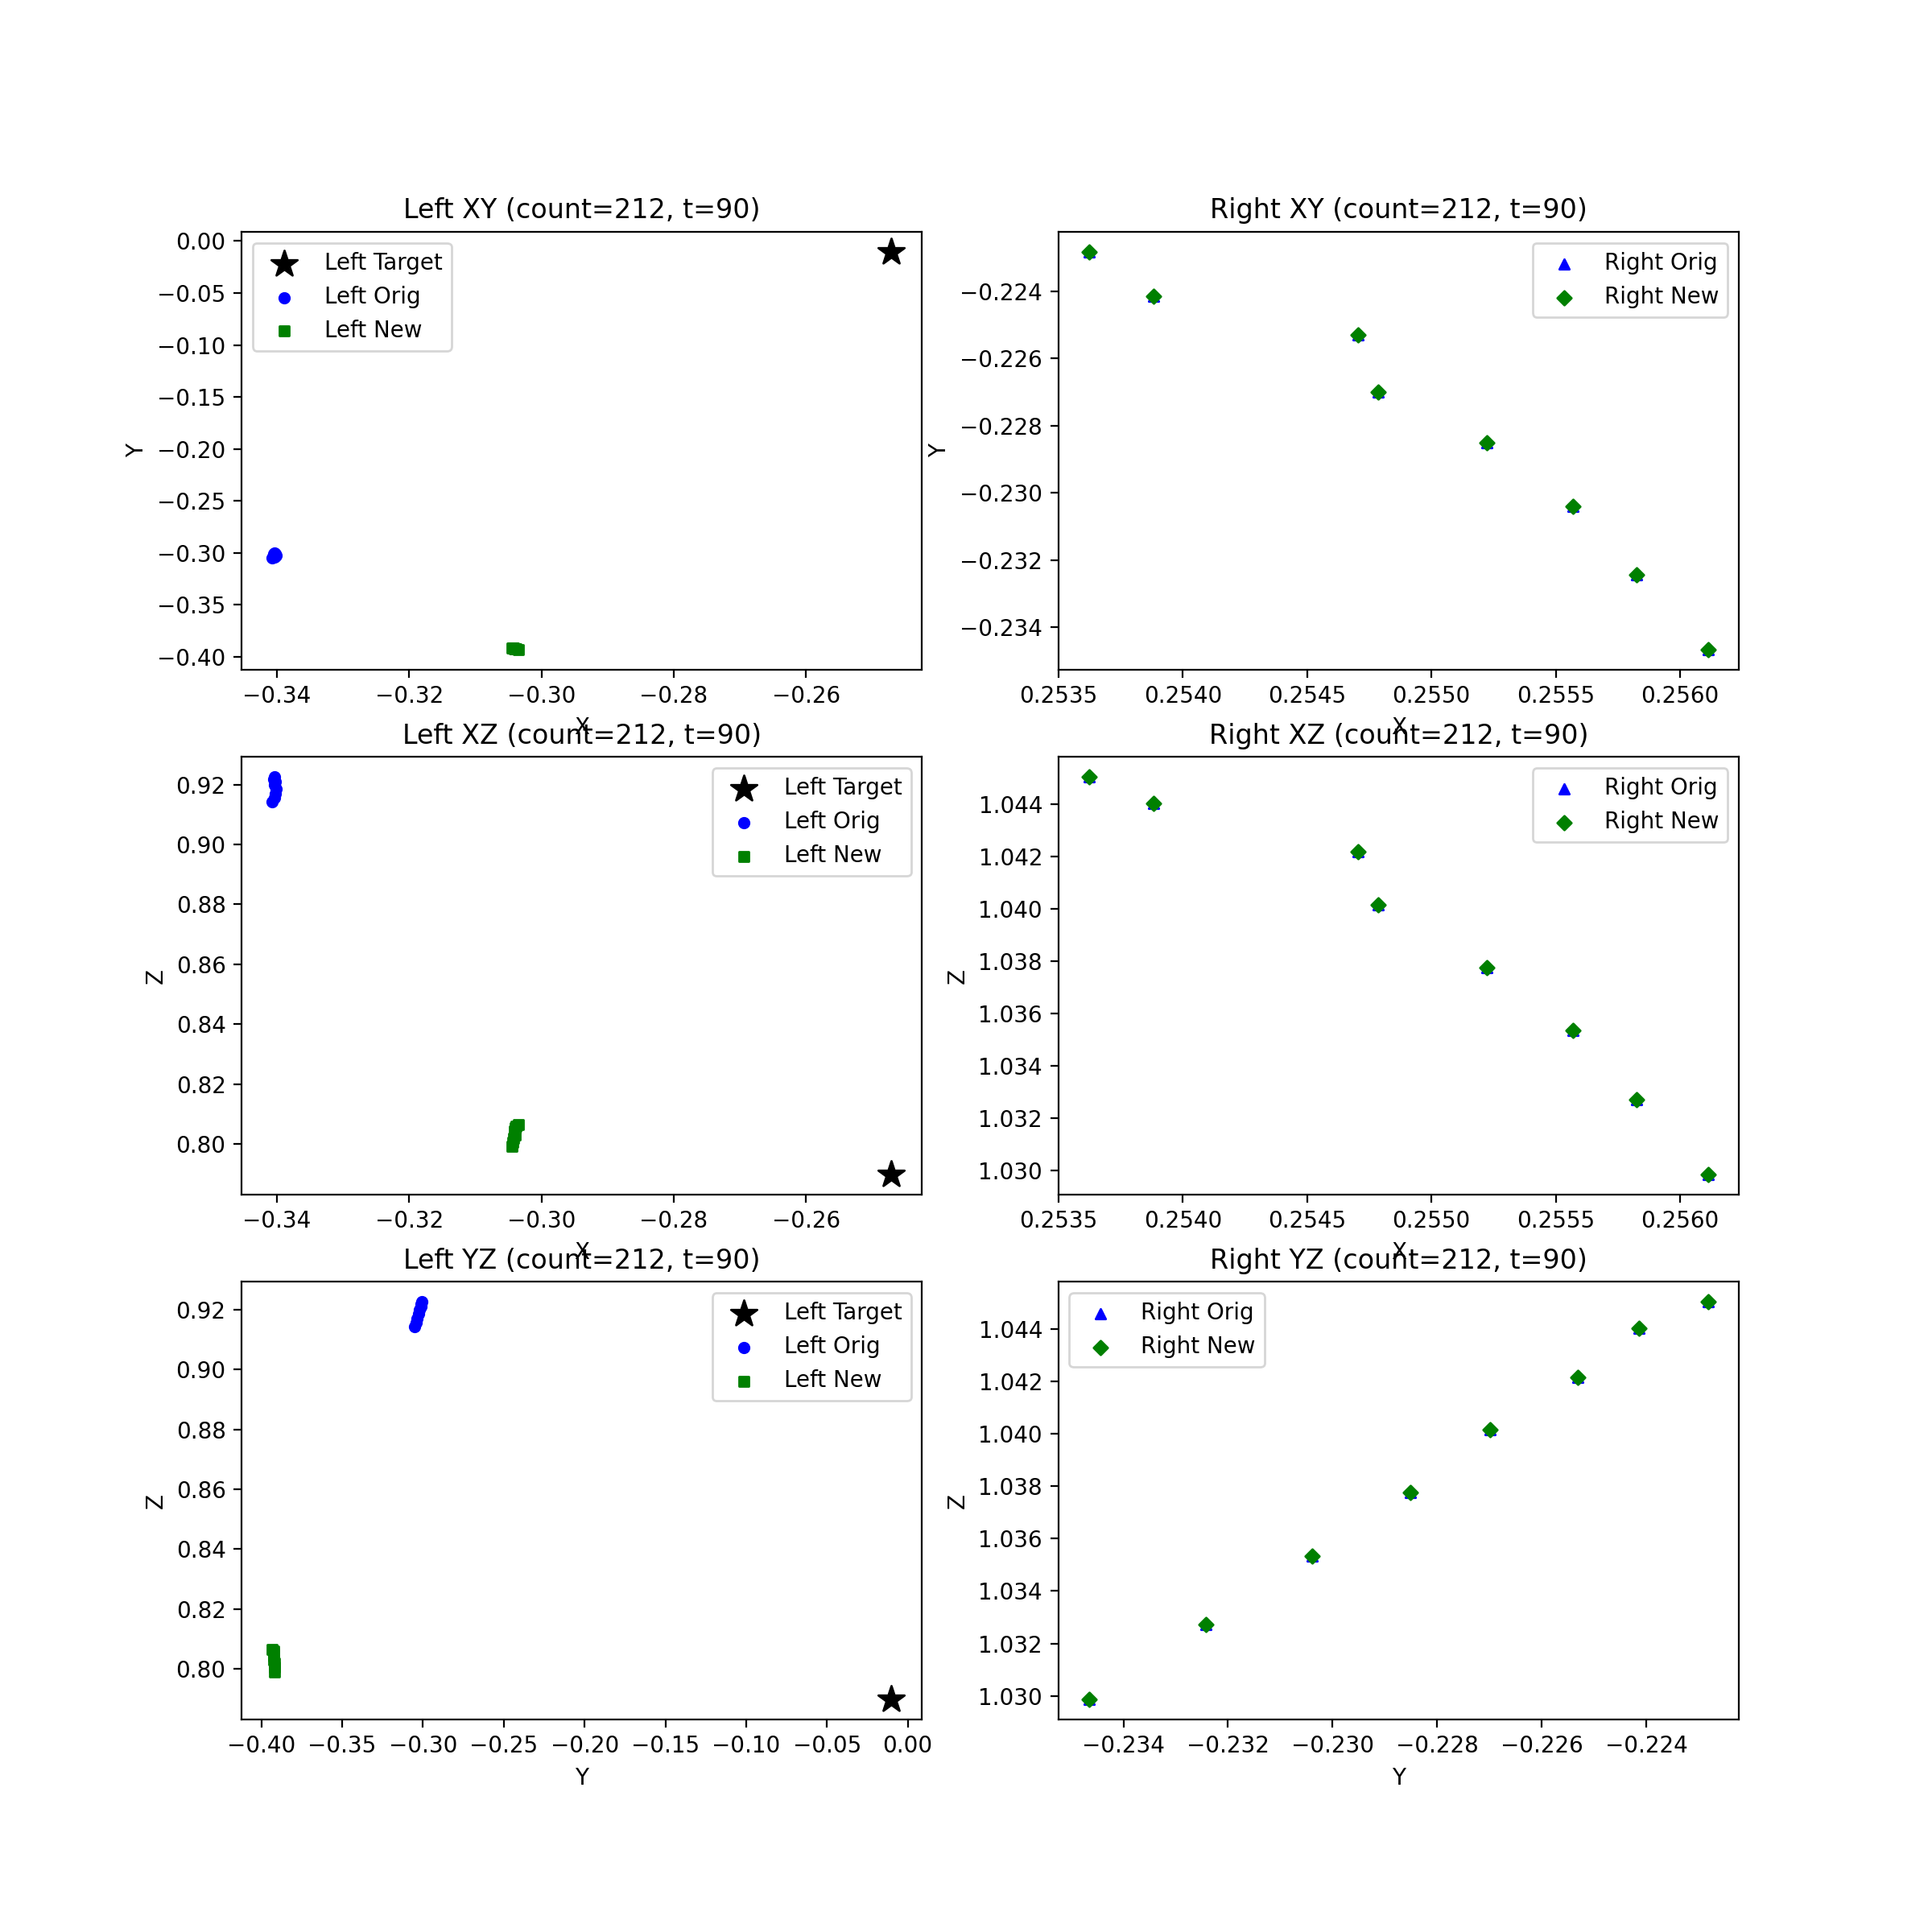 Left XY (count=212, t=90)
0.00
−0.05
−0.10
−0.15
−0.20
−0.25
−0.30
−0.35
−0.40
Y
Left Target
Left Orig
Left New
−0.34 −0.32 −0.30 −0.28 −0.26
X
Right XY (count=212, t=90)
−0.224
−0.226
−0.228
−0.230
−0.232
−0.234
Y
Right Orig
Right New
0.2535 0.2540 0.2545 0.2550 0.2555 0.2560
X
Left XZ (count=212, t=90)
0.92
0.90
0.88
0.86
0.84
0.82
0.80
Z
Left Target
Left Orig
Left New
−0.34 −0.32 −0.30 −0.28 −0.26
X
Right XZ (count=212, t=90)
1.044
1.042
1.040
1.038
1.036
1.034
1.032
1.030
Z
Right Orig
Right New
0.2535 0.2540 0.2545 0.2550 0.2555 0.2560
X
Left YZ (count=212, t=90)
0.92
0.90
0.88
0.86
0.84
0.82
0.80
Z
Left Target
Left Orig
Left New
−0.40 −0.35 −0.30 −0.25 −0.20 −0.15 −0.10 −0.05 0.00
Y
Right YZ (count=212, t=90)
1.044
1.042
1.040
1.038
1.036
1.034
1.032
1.030
Z
Right Orig
Right New
−0.234 −0.232 −0.230 −0.228 −0.226 −0.224
Y